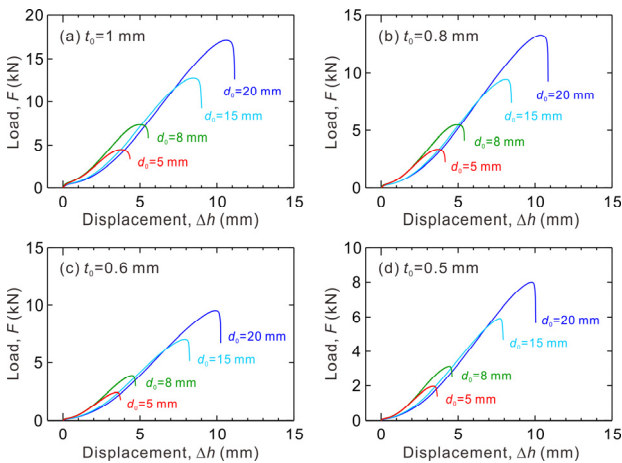 20
15
10
5
0
Load, F (kN)
(a) t₀=1 mm
d₀=20 mm
d₀=15 mm
d₀=8 mm
d₀=5 mm
0 5 10 15
Displacement, Δh (mm)
15
10
5
0
Load, F (kN)
(b) t₀=0.8 mm
d₀=20 mm
d₀=15 mm
d₀=8 mm
d₀=5 mm
0 5 10 15
Displacement, Δh (mm)
15
10
5
0
Load, F (kN)
(c) t₀=0.6 mm
d₀=20 mm
d₀=15 mm
d₀=8 mm
d₀=5 mm
0 5 10 15
Displacement, Δh (mm)
10
8
6
4
2
0
Load, F (kN)
(d) t₀=0.5 mm
d₀=20 mm
d₀=15 mm
d₀=8 mm
d₀=5 mm
0 5 10 15
Displacement, Δh (mm)